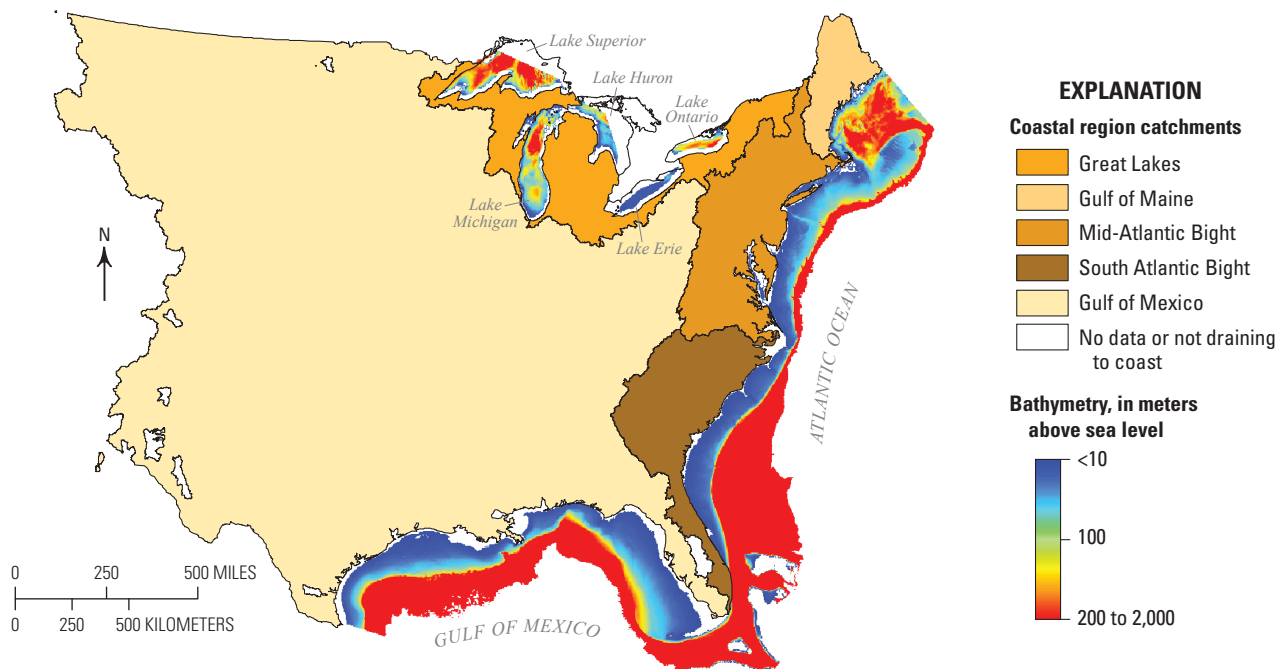 Lake Superior
Lake Huron
Lake
Ontario
Lake
Michigan
Lake Erie
N
ATLANTIC OCEAN
GULF OF MEXICO
0 250 500 MILES
0 250 500 KILOMETERS
EXPLANATION
Coastal region catchments
Great Lakes
Gulf of Maine
Mid-Atlantic Bight
South Atlantic Bight
Gulf of Mexico
No data or not draining
to coast
Bathymetry, in meters
above sea level
<10
100
200 to 2,000